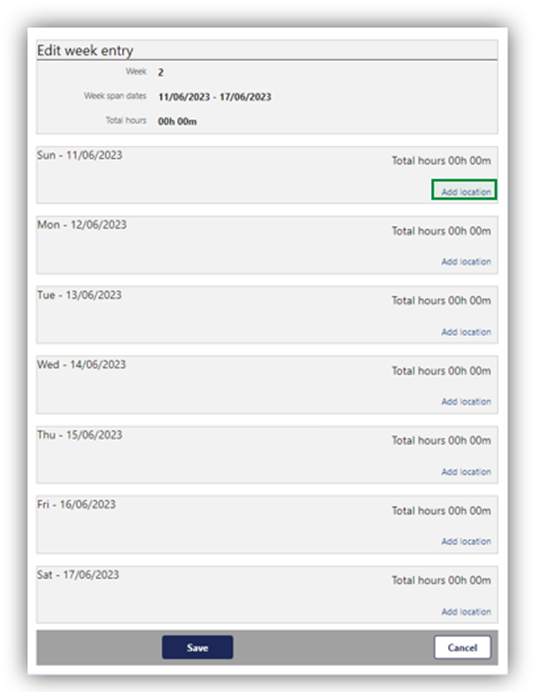 Edit week entry
Week 2
Week span dates 11/06/2023 - 17/06/2023
Total hours 00h 00m
Sun - 11/06/2023
Total hours 00h 00m
Add location
Mon - 12/06/2023
Total hours 00h 00m
Add location
Tue - 13/06/2023
Total hours 00h 00m
Add location
Wed - 14/06/2023
Total hours 00h 00m
Add location
Thu - 15/06/2023
Total hours 00h 00m
Add location
Fri - 16/06/2023
Total hours 00h 00m
Add location
Sat - 17/06/2023
Total hours 00h 00m
Add location
Save Cancel